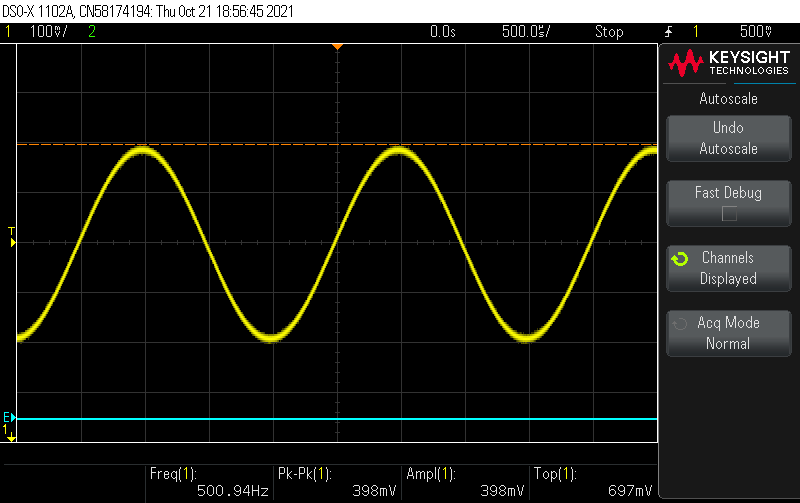 DSO-X 1102A, CN58174194: Thu Oct 21 18:56:45 2021
1 100mV/ 2 0.0s 500.0µs/ Stop 1 500mV
KEYSIGHT
TECHNOLOGIES
Autoscale
Undo
Autoscale
Fast Debug
T
Channels
Displayed
Acq Mode
Normal
E
1
Freq(1): Pk-Pk(1): Ampl(1): Top(1):
500.94Hz 398mV 398mV 697mV